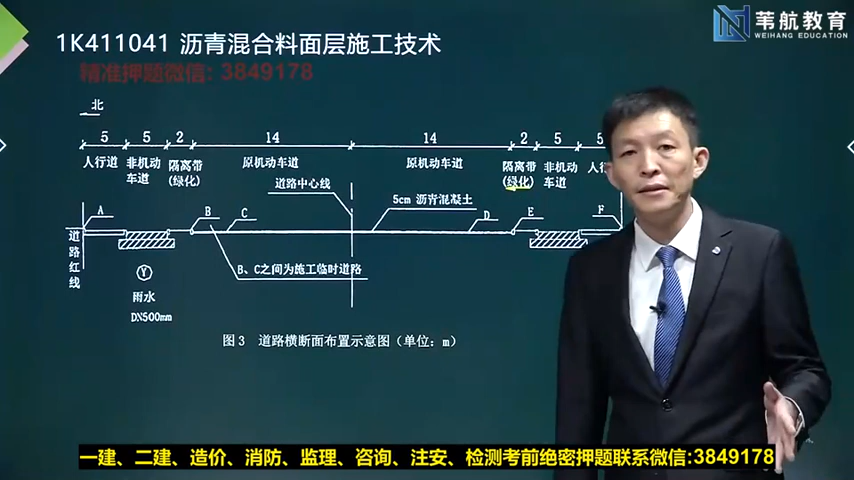 苇航教育
WEIHANG EDUCATION
1K411041 沥青混合料面层施工技术
精准押题微信: 3849178
北
5 5 2 14 14 2 5 5
人行道 非机动车道 隔离带(绿化) 原机动车道 原机动车道 隔离带(绿化) 非机动车道 人行
道路中心线
5cm 沥青混凝土
A B C D E F
道路红线
B、C之间为施工临时道路
Y
雨水
DN500mm
图 3 道路横断面布置示意图（单位：m）
一建、二建、造价、消防、监理、咨询、注安、检测考前绝密押题联系微信:3849178